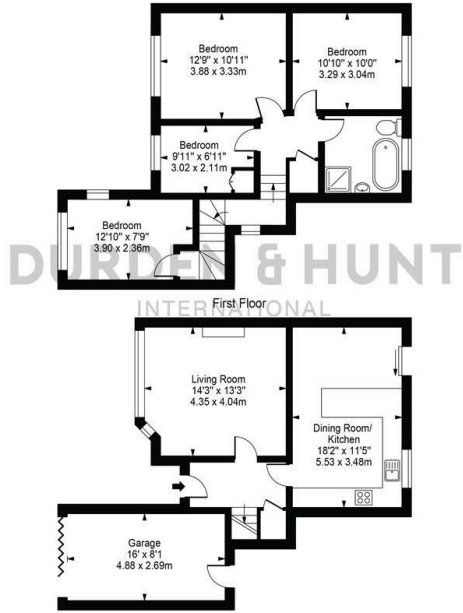 Bedroom
12'9" x 10'11"
3.88 x 3.33m
Bedroom
10'10" x 10'0"
3.29 x 3.04m
Bedroom
9'11" x 6'11"
3.02 x 2.11m
Bedroom
12'10" x 7'9"
3.90 x 2.36m
DURDEN & HUNT
INTERNATIONAL
First Floor
Living Room
14'3" x 13'3"
4.35 x 4.04m
Dining Room/
Kitchen
18'2" x 11'5"
5.53 x 3.48m
Garage
16' x 8'1
4.88 x 2.69m